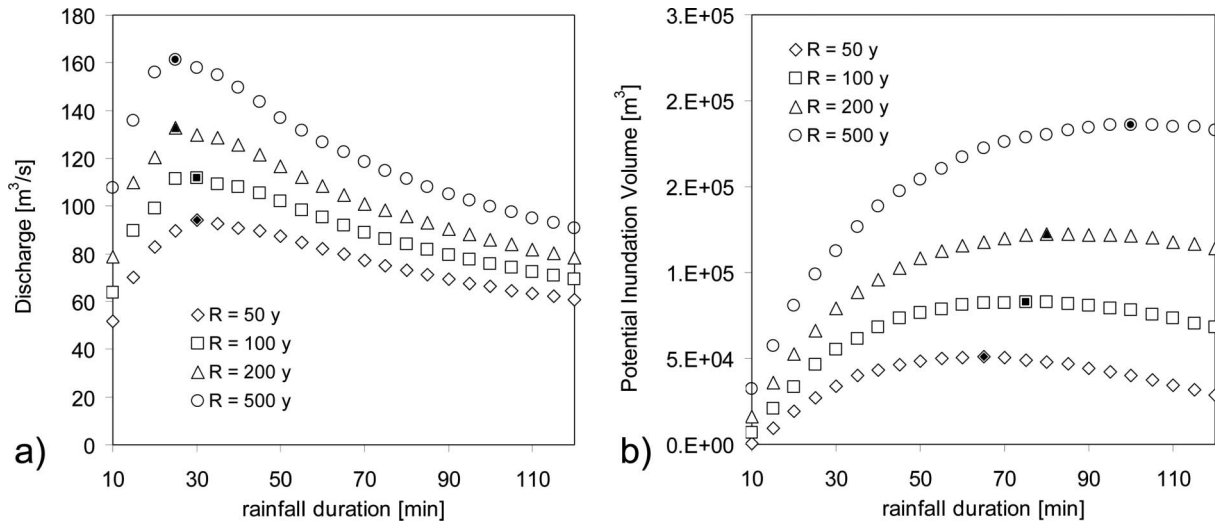 180
160
140
120
100
80
60
40
20
0
Discharge [m³/s]
◇ R = 50 y
□ R = 100 y
△ R = 200 y
○ R = 500 y
10 30 50 70 90 110
rainfall duration [min]
a)
3.E+05
2.E+05
2.E+05
1.E+05
5.E+04
0.E+00
Potential Inundation Volume [m³]
◇ R = 50 y
□ R = 100 y
△ R = 200 y
○ R = 500 y
10 30 50 70 90 110
rainfall duration [min]
b)